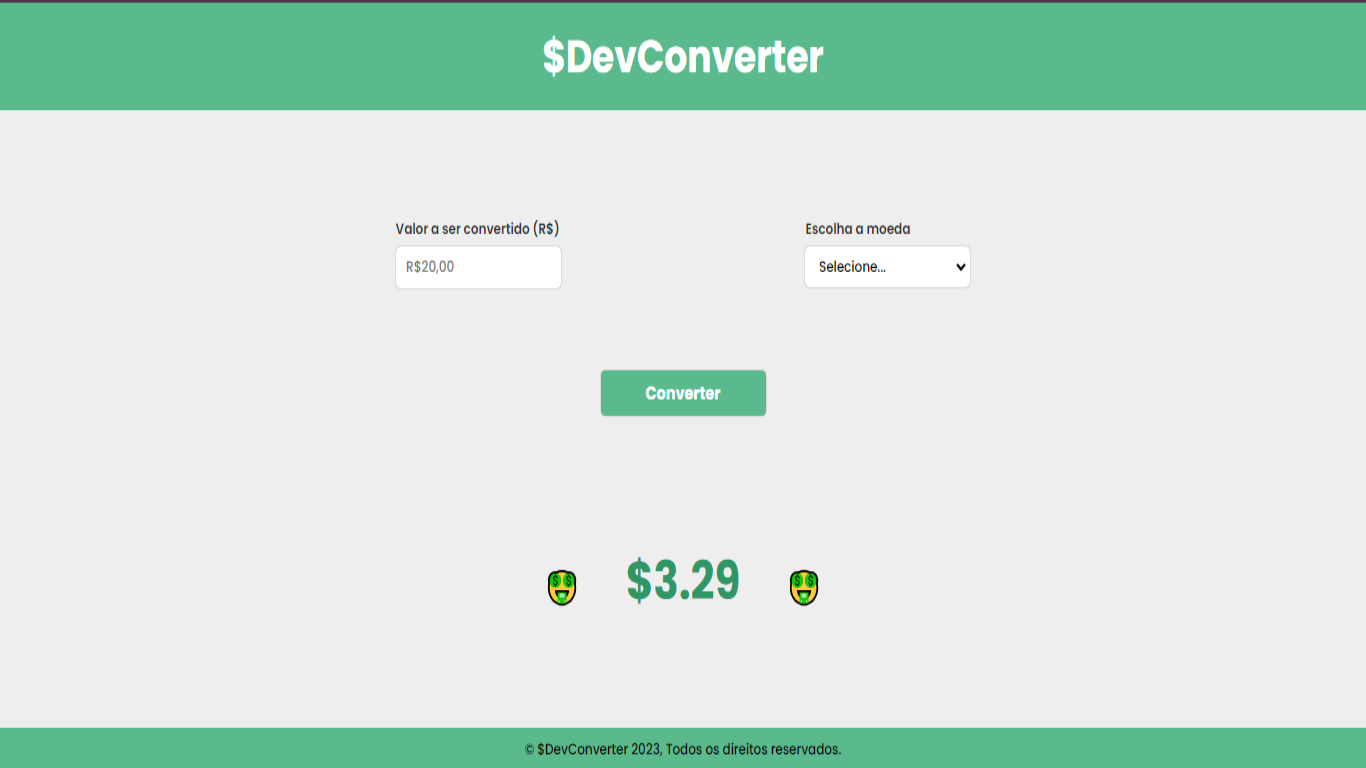 $DevConverter
Valor a ser convertido (R$)
Escolha a moeda
R$20,00
Selecione...
Converter
$3.29
© $DevConverter 2023, Todos os direitos reservados.